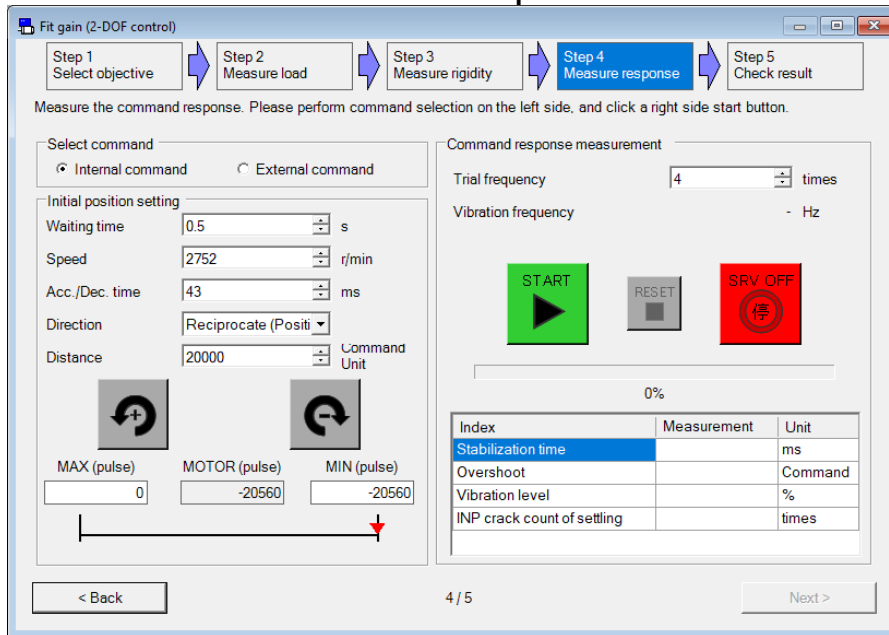 Fit gain (2-DOF control)
Step 1
Select objective
Step 2
Measure load
Step 3
Measure rigidity
Step 4
Measure response
Step 5
Check result
Measure the command response. Please perform command selection on the left side, and click a right side start button.
Select command
Internal command
External command
Initial position setting
Waiting time 0.5 s
Speed 2752 r/min
Acc./Dec. time 43 ms
Direction Reciprocate (Positi
Distance 20000 Command Unit
+
−
MAX (pulse) MOTOR (pulse) MIN (pulse)
0 -20560 -20560
Command response measurement
Trial frequency 4 times
Vibration frequency - Hz
START
RESET
SRV OFF
停
0%
Index Measurement Unit
Stabilization time ms
Overshoot Command
Vibration level %
INP crack count of settling times
< Back
4 / 5
Next >